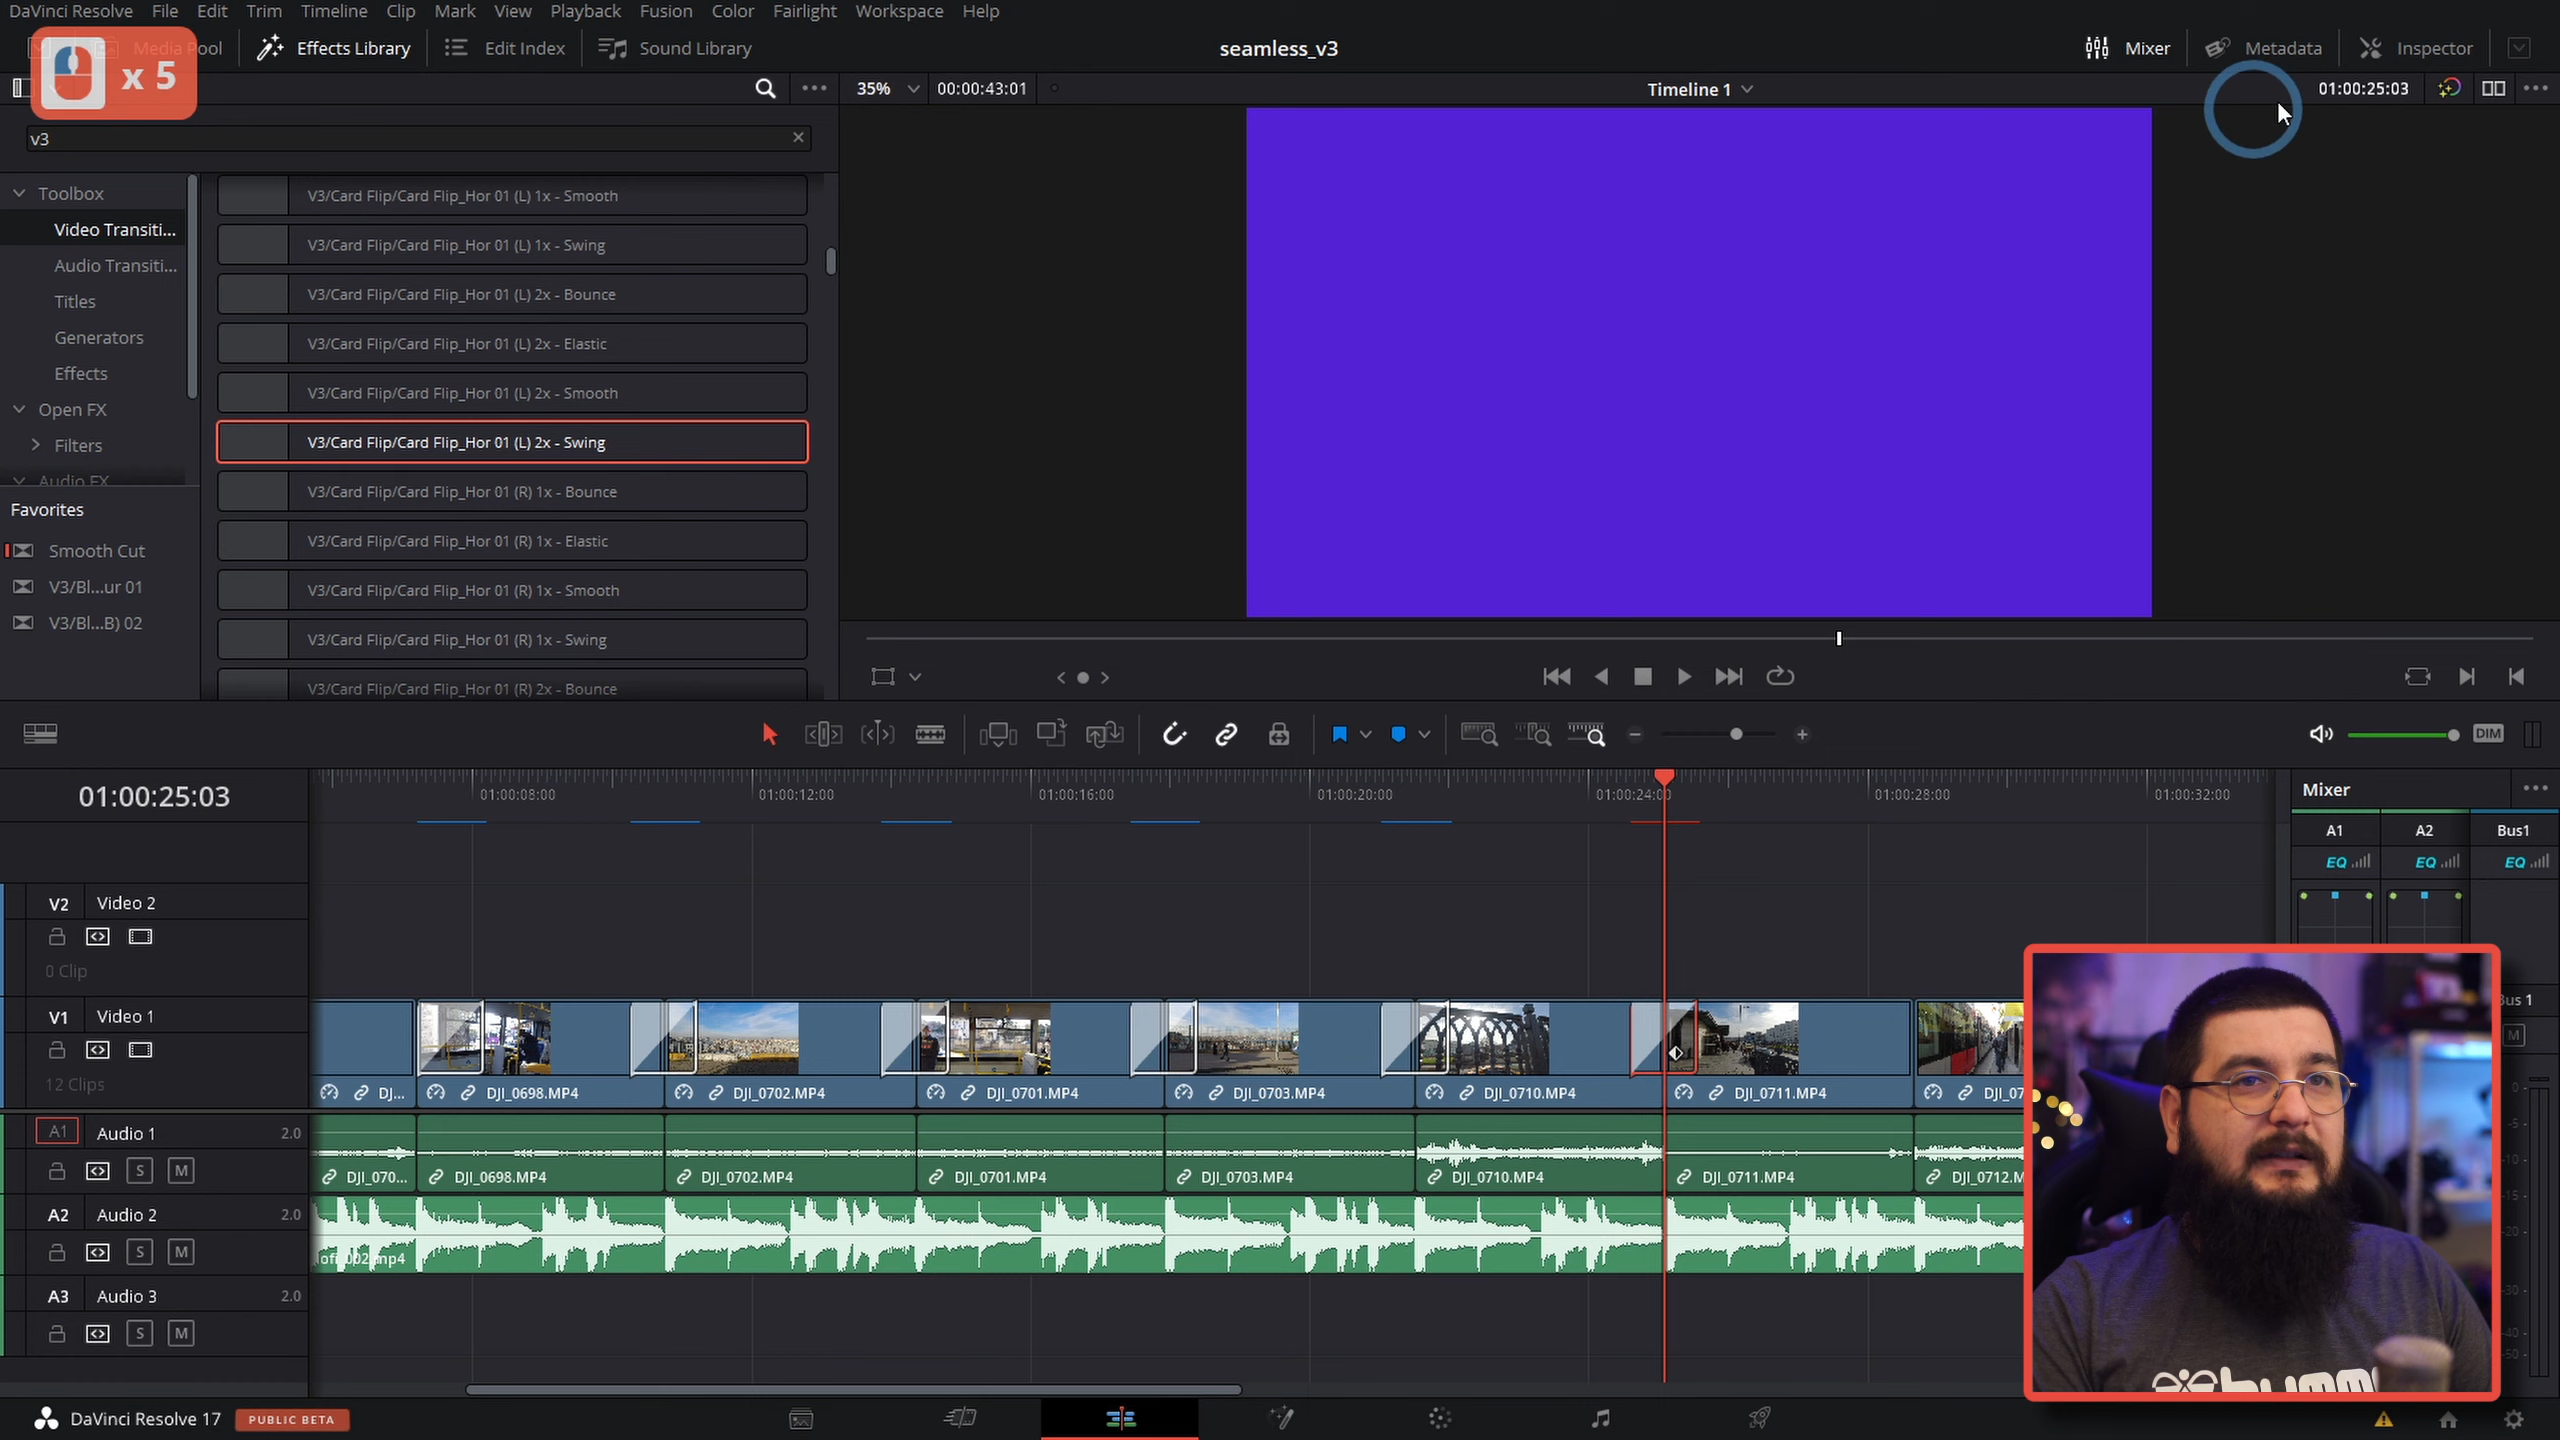 DaVinci Resolve File Edit Trim Timeline Clip Mark View Playback Fusion Color Fairlight Workspace Help
x 5
Media Pool
Effects Library
Edit Index
Sound Library
seamless_v3
Mixer
Metadata
Inspector
35%
00:00:43:01
Timeline 1
01:00:25:03
v3
Toolbox
Video Transiti...
Audio Transiti...
Titles
Generators
Effects
Open FX
Filters
Audio FX
Favorites
Smooth Cut
V3/Bl...ur 01
V3/Bl...B) 02
V3/Card Flip/Card Flip_Hor 01 (L) 1x - Smooth
V3/Card Flip/Card Flip_Hor 01 (L) 1x - Swing
V3/Card Flip/Card Flip_Hor 01 (L) 2x - Bounce
V3/Card Flip/Card Flip_Hor 01 (L) 2x - Elastic
V3/Card Flip/Card Flip_Hor 01 (L) 2x - Smooth
V3/Card Flip/Card Flip_Hor 01 (L) 2x - Swing
V3/Card Flip/Card Flip_Hor 01 (R) 1x - Bounce
V3/Card Flip/Card Flip_Hor 01 (R) 1x - Elastic
V3/Card Flip/Card Flip_Hor 01 (R) 1x - Smooth
V3/Card Flip/Card Flip_Hor 01 (R) 1x - Swing
V3/Card Flip/Card Flip_Hor 01 (R) 2x - Bounce
DIM
01:00:25:03
01:00:08:00 01:00:12:00 01:00:16:00 01:00:20:00 01:00:24:00 01:00:28:00 01:00:32:00
Mixer
A1 A2 Bus1
EQ EQ EQ
V2 Video 2
0 Clip
V1 Video 1
12 Clips
DJ... DJI_0698.MP4 DJI_0702.MP4 DJI_0701.MP4 DJI_0703.MP4 DJI_0710.MP4 DJI_0711.MP4 DJI_07
Bus 1
M
A1 Audio 1 2.0
S M
DJI_070... DJI_0698.MP4 DJI_0702.MP4 DJI_0701.MP4 DJI_0703.MP4 DJI_0710.MP4 DJI_0711.MP4 DJI_0712.M
A2 Audio 2 2.0
S M
A3 Audio 3 2.0
S M
DaVinci Resolve 17 PUBLIC BETA